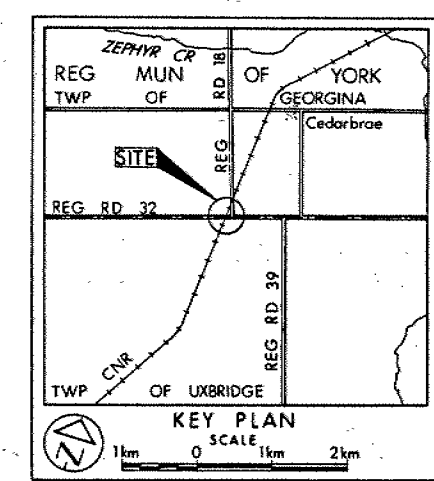 ZEPHYR CR
REG MUN OF YORK
TWP OF GEORGINA
REG RD 18
Cedarbrae
SITE
REG RD 32
REG RD 39
CNR
TWP OF UXBRIDGE
N
KEY PLAN
SCALE
1km 0 1km 2km